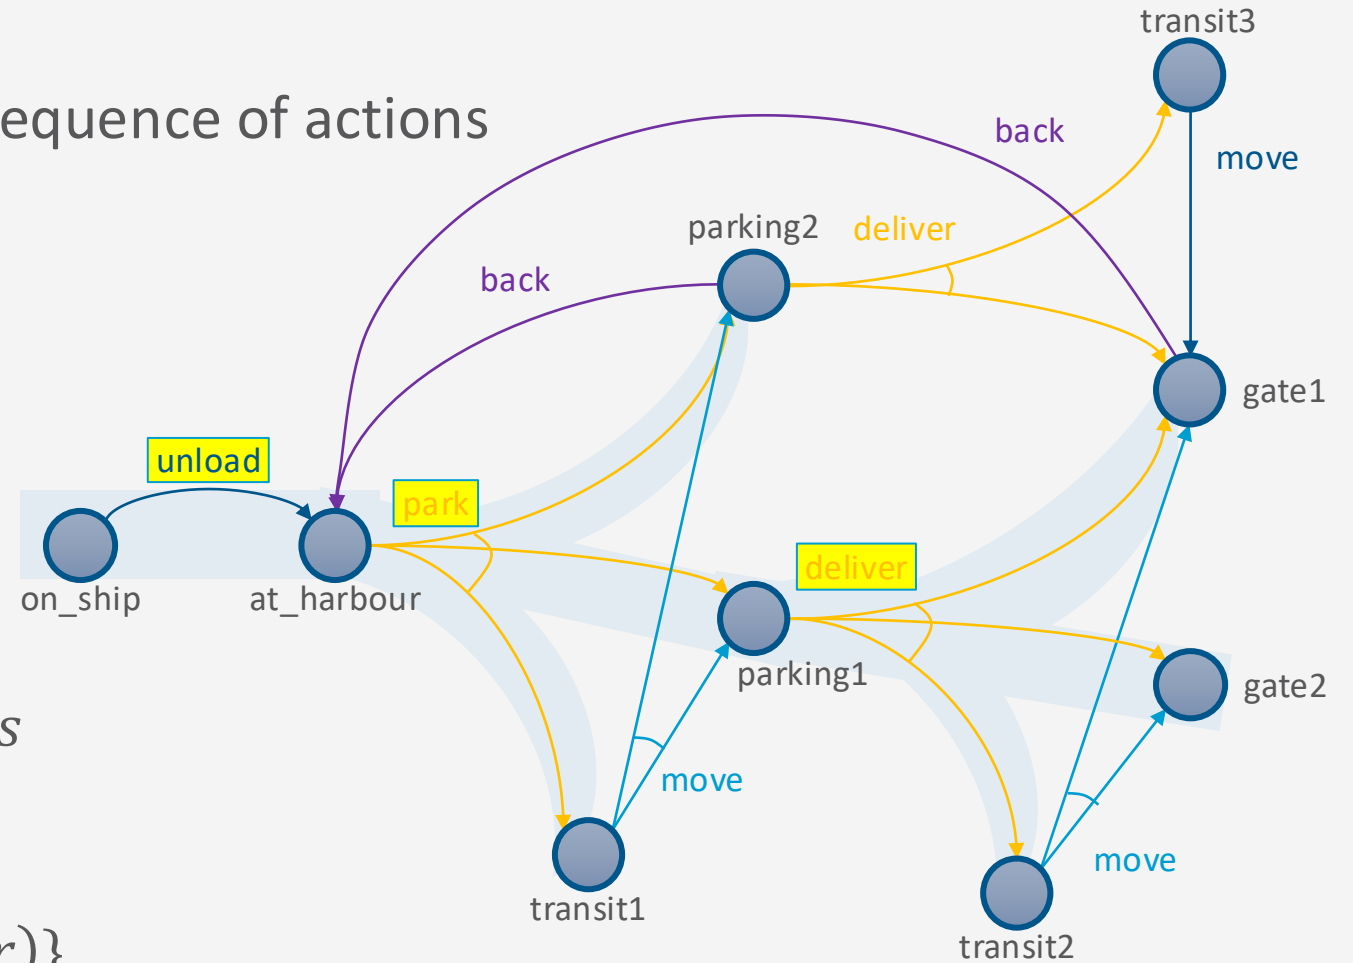 transit3
equence of actions
back
move
parking2
deliver
back
gate1
unload
park
deliver
on_ship
at_harbour
parking1
gate2
s
move
move
transit1
r)}
transit2